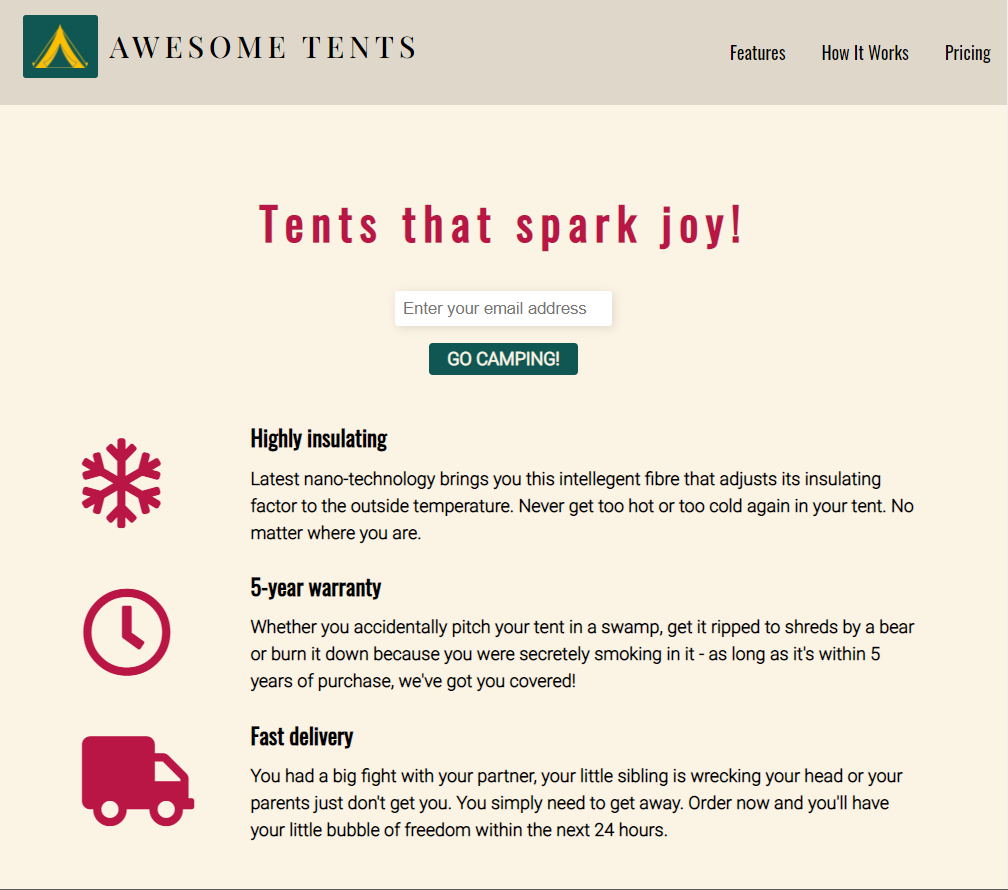 AWESOME TENTS
Features How It Works Pricing
Tents that spark joy!
Enter your email address
GO CAMPING!
Highly insulating
Latest nano-technology brings you this intellegent fibre that adjusts its insulating
factor to the outside temperature. Never get too hot or too cold again in your tent. No
matter where you are.
5-year warranty
Whether you accidentally pitch your tent in a swamp, get it ripped to shreds by a bear
or burn it down because you were secretely smoking in it - as long as it's within 5
years of purchase, we've got you covered!
Fast delivery
You had a big fight with your partner, your little sibling is wrecking your head or your
parents just don't get you. You simply need to get away. Order now and you'll have
your little bubble of freedom within the next 24 hours.